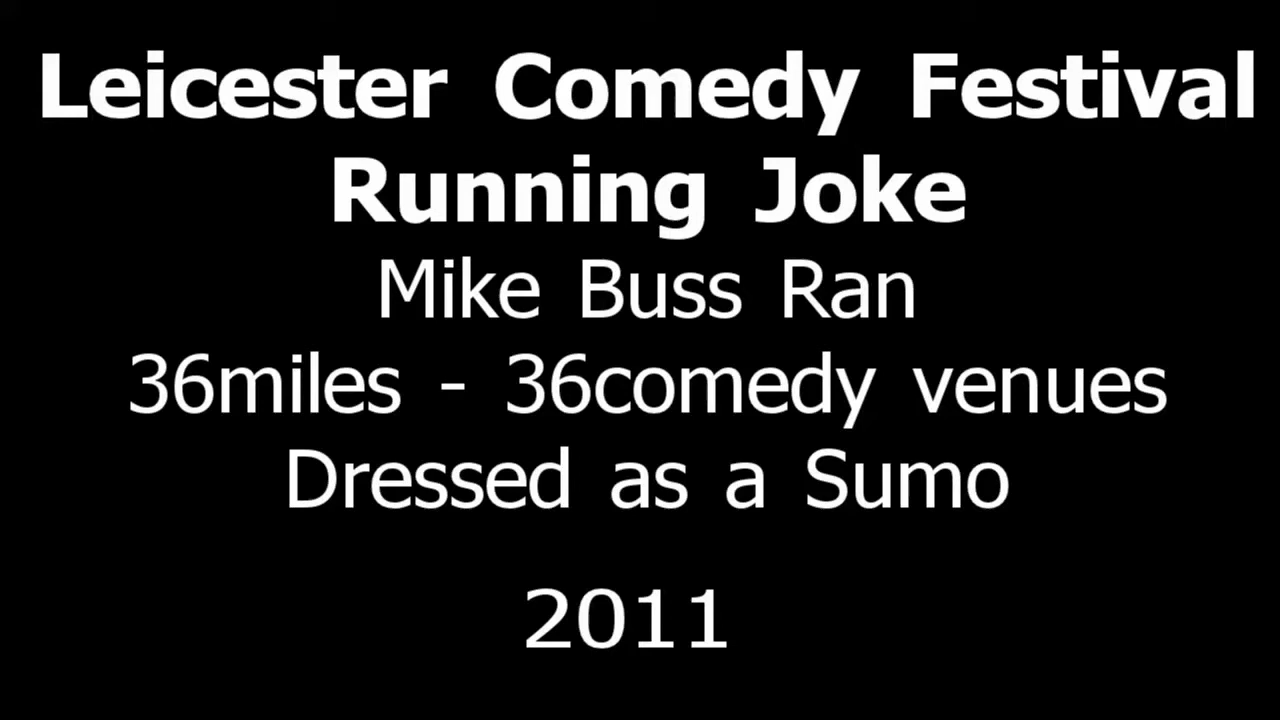 Leicester Comedy Festival
Running Joke
Mike Buss Ran
36miles - 36comedy venues
Dressed as a Sumo
2011